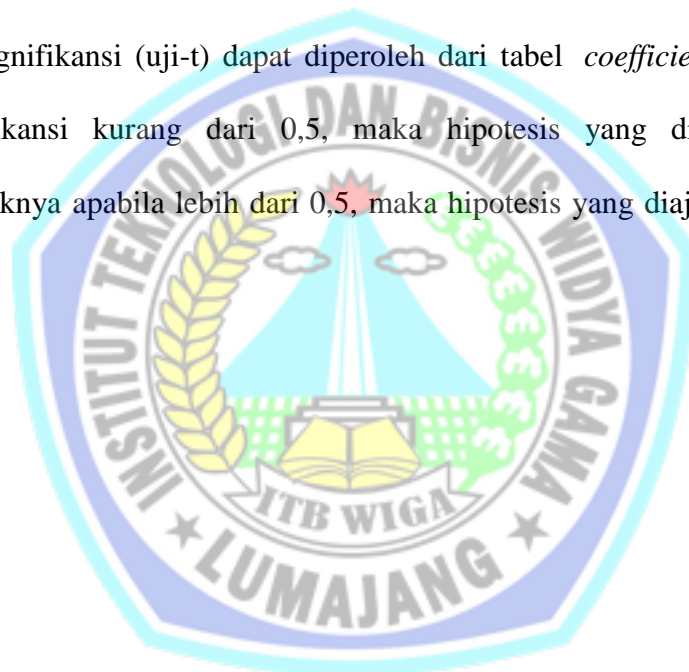 gnifikansi (uji-t) dapat diperoleh dari tabel coefficie
ikansi kurang dari 0,5, maka hipotesis yang di
knya apabila lebih dari 0,5, maka hipotesis yang diaj
INSTITUT TEKNOLOGI DAN BISNIS WIDYA GAMA
ITB WIGA
LUMAJANG